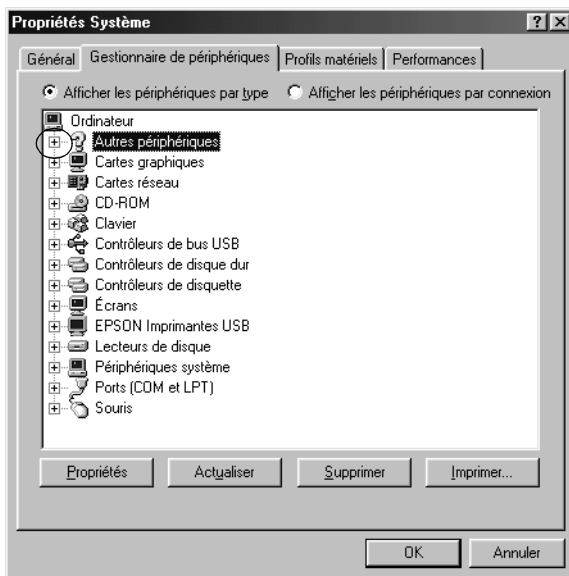 Propriétés Système
Général Gestionnaire de périphériques Profils matériels Performances
Afficher les périphériques par type Afficher les périphériques par connexion
Ordinateur
Autres périphériques
Cartes graphiques
Cartes réseau
CD-ROM
Clavier
Contrôleurs de bus USB
Contrôleurs de disque dur
Contrôleurs de disquette
Écrans
EPSON Imprimantes USB
Lecteurs de disque
Périphériques système
Ports (COM et LPT)
Souris
Propriétés Actualiser Supprimer Imprimer...
OK Annuler